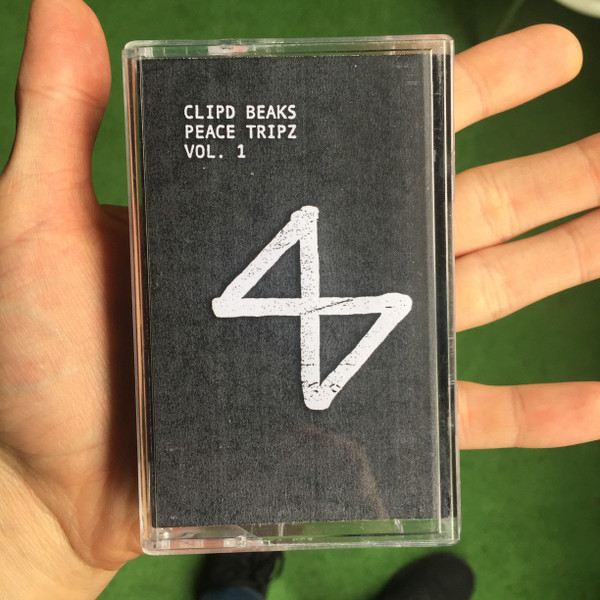 CLIPD BEAKS
PEACE TRIPZ
VOL. 1